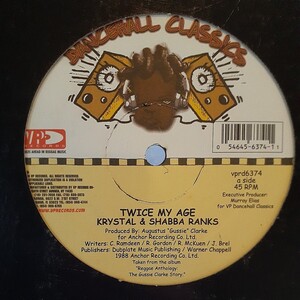 DANCEHALL CLASSICS
VP
RECORDS
0 54645-6374-1 1
vprd6374
a side
45 RPM
Executive Producer:
Murray Elias
for VP Dancehall Classics
TWICE MY AGE
KRYSTAL & SHABBA RANKS
Produced by: Augustus "Gussie" Clarke
for Anchor Recording Co. Ltd.
Writers: C. Ramdeen / R. Gordon / R. McKuen / J. Brel
Publishers: Dubplate Music Publishing / Warner Chappell
1988 Anchor Recording Co. Ltd.
Taken from the album
"Reggae Anthology
The Gussie Clarke Story."